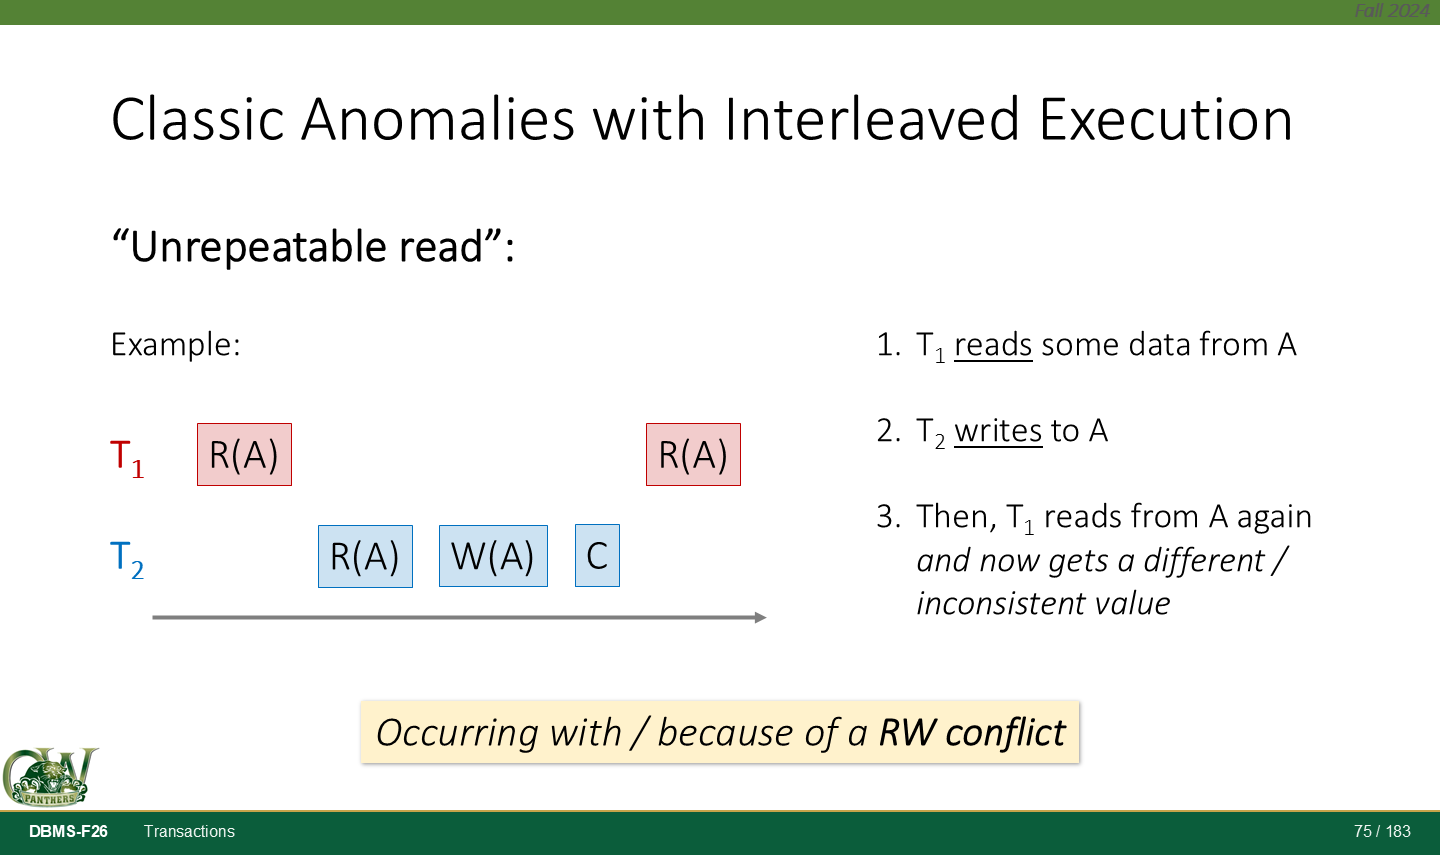 Fall 2024
Classic Anomalies with Interleaved Execution
“Unrepeatable read”:
Example:
T1 R(A) R(A)
T2 R(A) W(A) C
1. T1 reads some data from A
2. T2 writes to A
3. Then, T1 reads from A again
and now gets a different /
inconsistent value
Occurring with / because of a RW conflict
CW
PANTHERS
DBMS-F26 Transactions 75 / 183